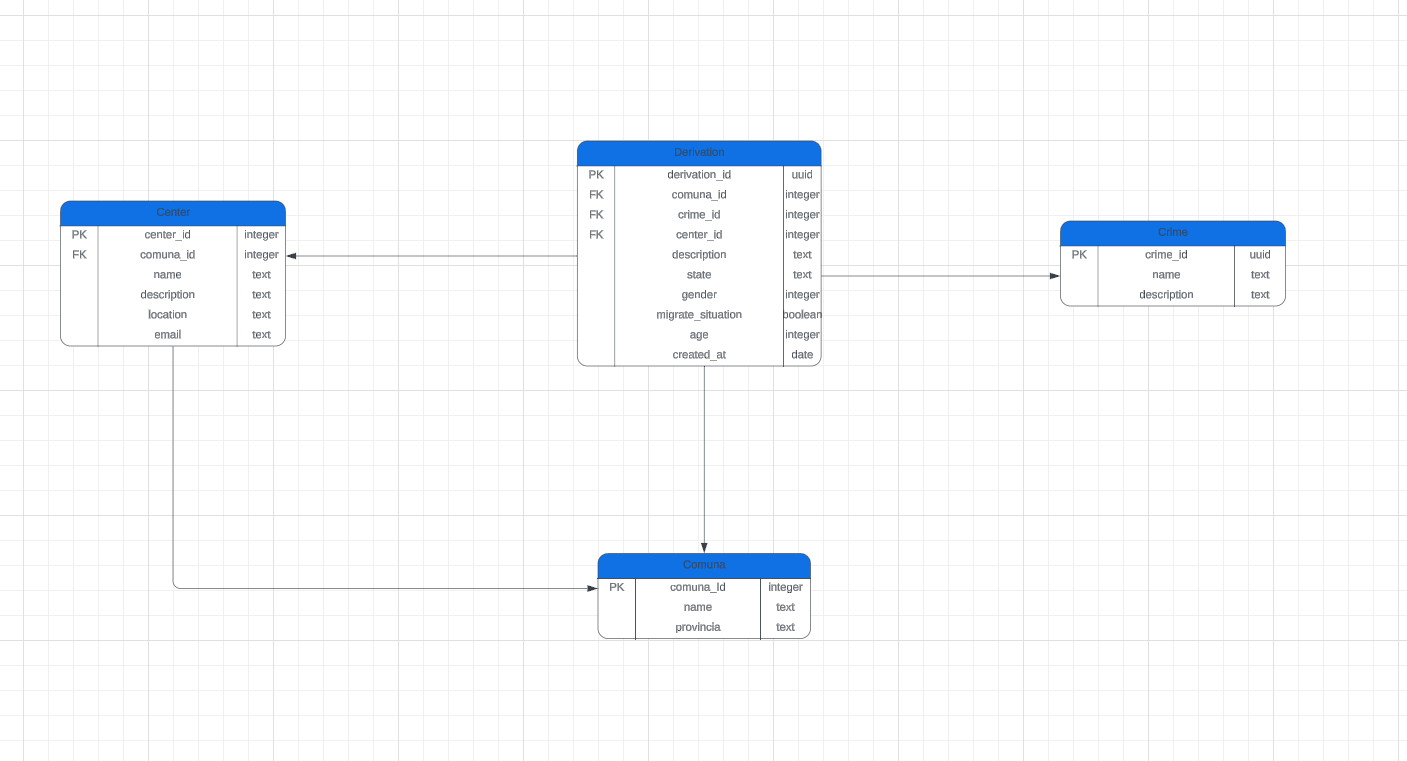 Derivation
PK derivation_id uuid
FK comuna_id integer
FK crime_id integer
FK center_id integer
description text
state text
gender integer
migrate_situation boolean
age integer
created_at date
Center
PK center_id integer
FK comuna_id integer
name text
description text
location text
email text
Crime
PK crime_id uuid
name text
description text
Comuna
PK comuna_id integer
name text
provincia text